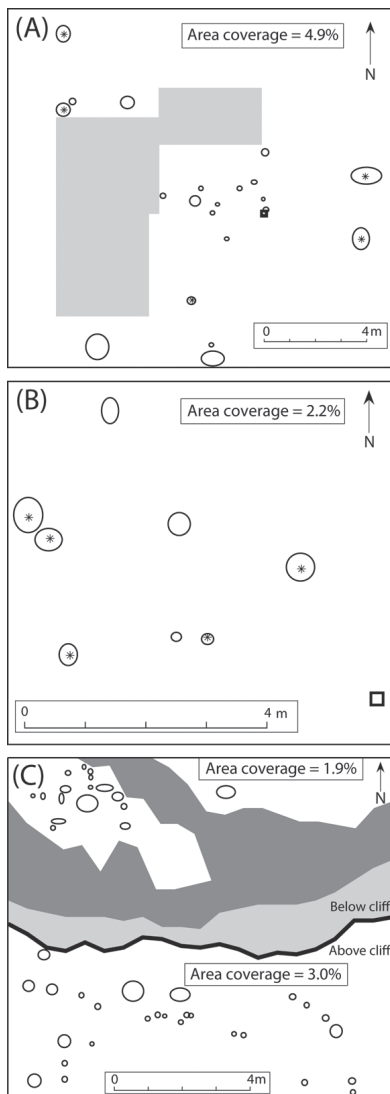 (A)
Area coverage = 4.9%
N
0 4m
(B)
Area coverage = 2.2%
N
0 4 m
(C)
Area coverage = 1.9%
N
Below cliff
Above cliff
Area coverage = 3.0%
0 4m